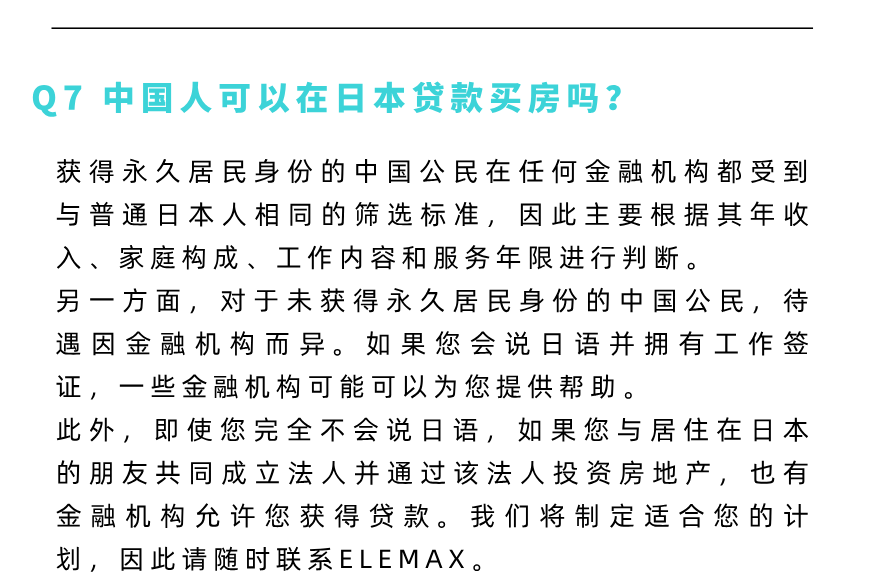 Q7 中国人可以在日本贷款买房吗?
获得永久居民身份的中国公民在任何金融机构都受到
与普通日本人相同的筛选标准，因此主要根据其年收
入、家庭构成、工作内容和服务年限进行判断。
另一方面，对于未获得永久居民身份的中国公民，待
遇因金融机构而异。如果您会说日语并拥有工作签
证，一些金融机构可能可以为您提供帮助。
此外，即使您完全不会说日语，如果您与居住在日本
的朋友共同成立法人并通过该法人投资房地产，也有
金融机构允许您获得贷款。我们将制定适合您的计
划，因此请随时联系ELEMAX。